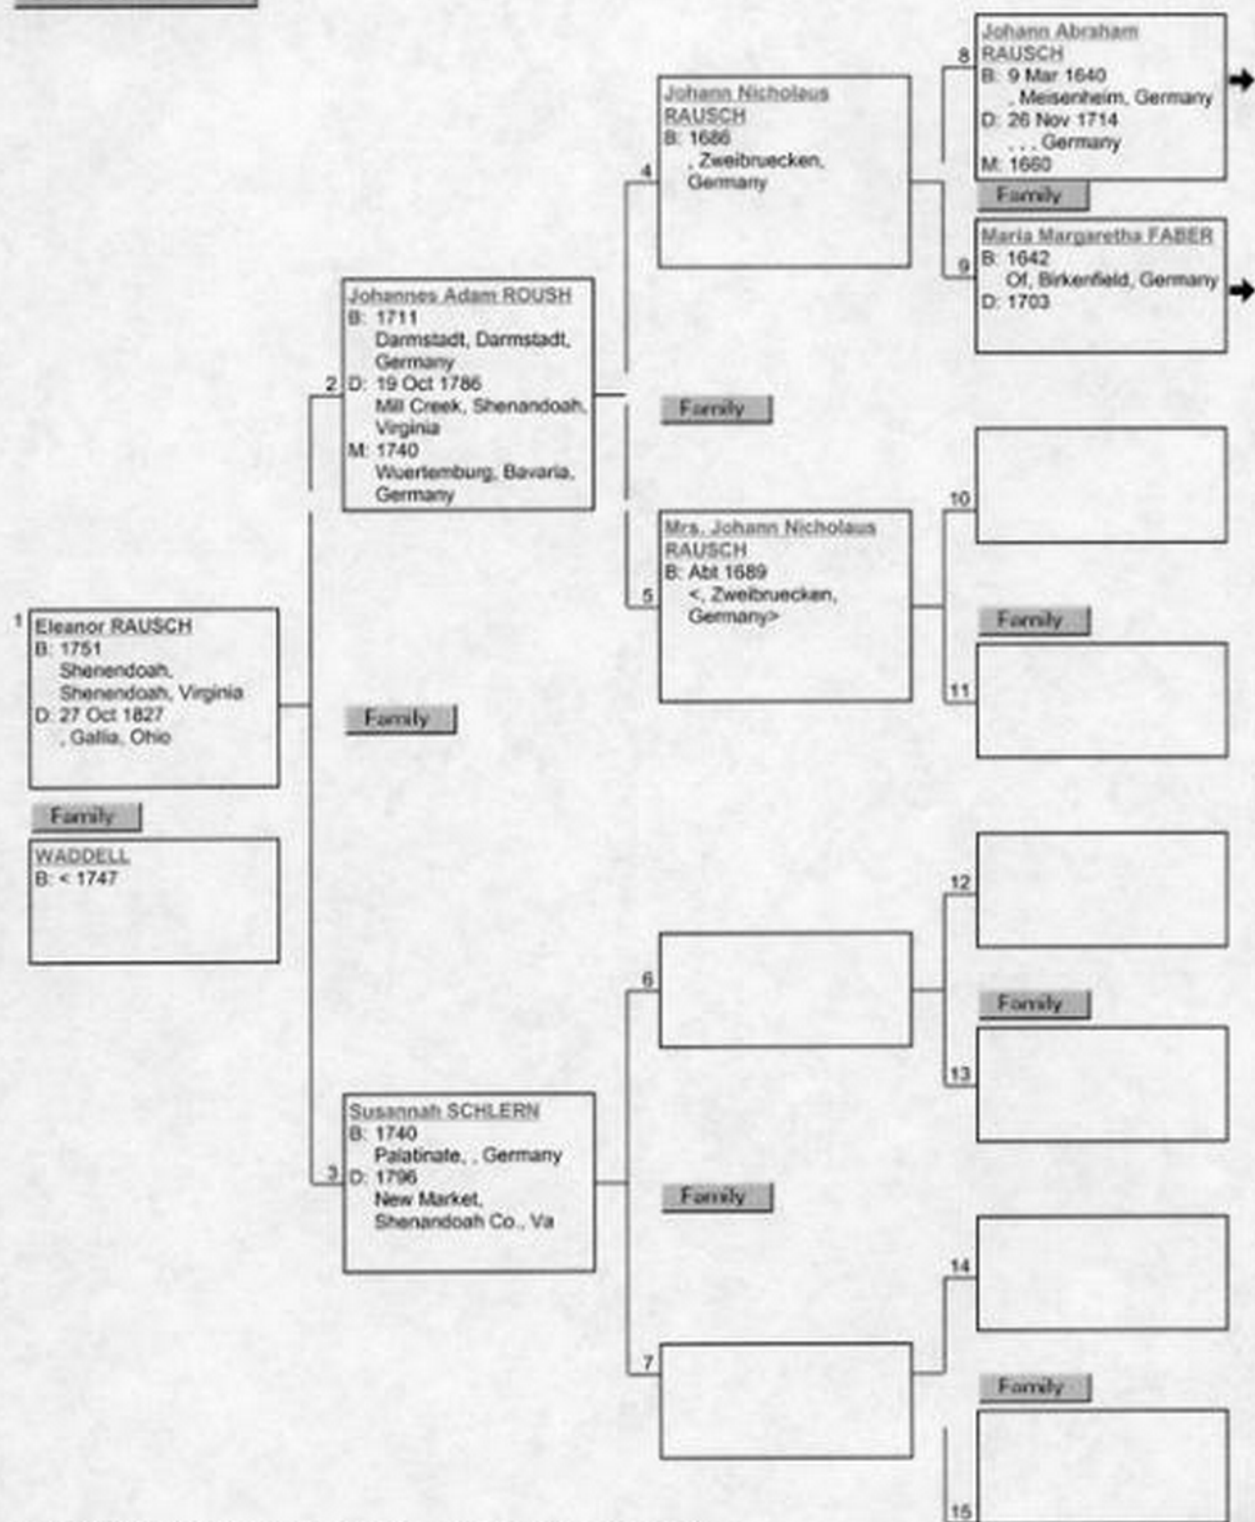 1
Eleanor RAUSCH
B: 1751
Shenendoah,
Shenendoah, Virginia
D: 27 Oct 1827
, Gallia, Ohio
Family
WADDELL
B: < 1747
2
Johannes Adam ROUSH
B: 1711
Darmstadt, Darmstadt,
Germany
D: 19 Oct 1786
Mill Creek, Shenandoah,
Virginia
M: 1740
Wuertemburg, Bavaria,
Germany
Family
3
Susannah SCHLERN
B: 1740
Palatinate, , Germany
D: 1796
New Market,
Shenandoah Co., Va
4
Johann Nicholaus
RAUSCH
B: 1686
, Zweibruecken,
Germany
Family
5
Mrs. Johann Nicholaus
RAUSCH
B: Abt 1689
<, Zweibruecken,
Germany>
6
Family
7
8
Johann Abraham
RAUSCH
B: 9 Mar 1640
, Meisenheim, Germany
D: 26 Nov 1714
, , , Germany
M: 1660
Family
9
Maria Margaretha FABER
B: 1642
Of, Birkenfield, Germany
D: 1703
10
Family
11
12
Family
13
14
Family
15